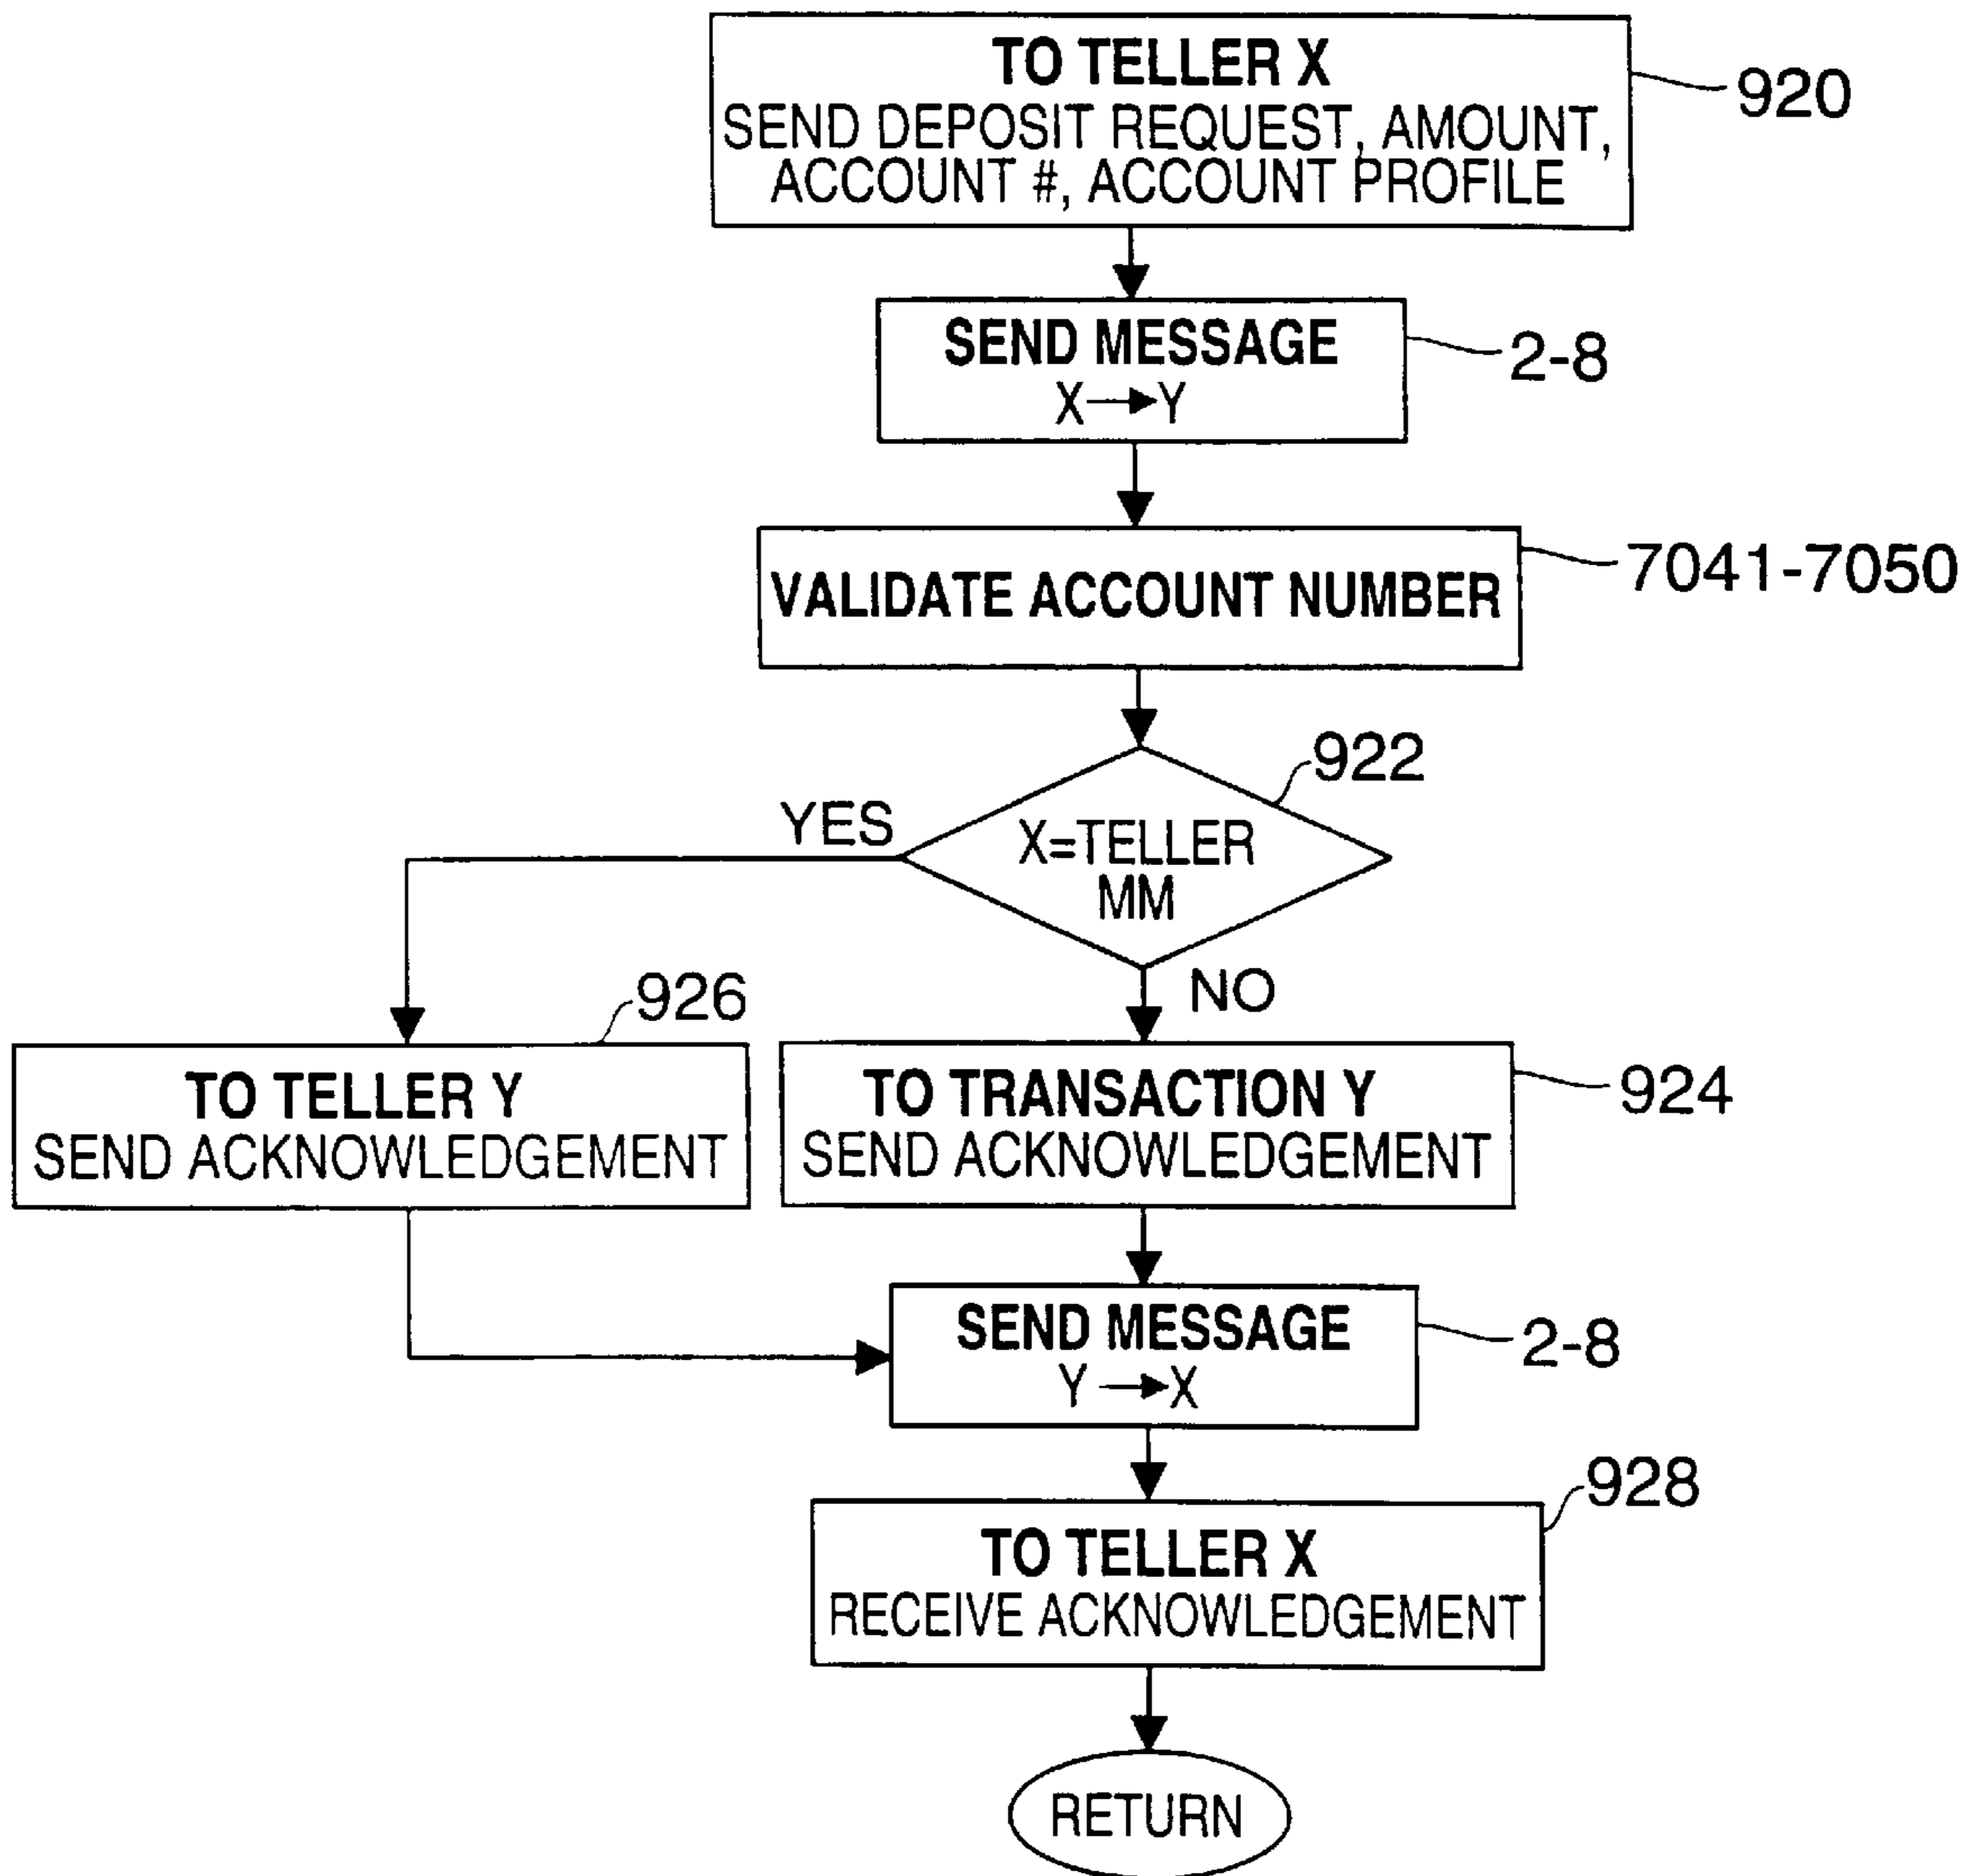 TO TELLER X
SEND DEPOSIT REQUEST, AMOUNT,
ACCOUNT #, ACCOUNT PROFILE
920
SEND MESSAGE
X→Y
2-8
VALIDATE ACCOUNT NUMBER
7041-7050
922
X=TELLER
MM
YES
NO
926
TO TELLER Y
SEND ACKNOWLEDGEMENT
TO TRANSACTION Y
SEND ACKNOWLEDGEMENT
924
SEND MESSAGE
Y→X
2-8
928
TO TELLER X
RECEIVE ACKNOWLEDGEMENT
RETURN